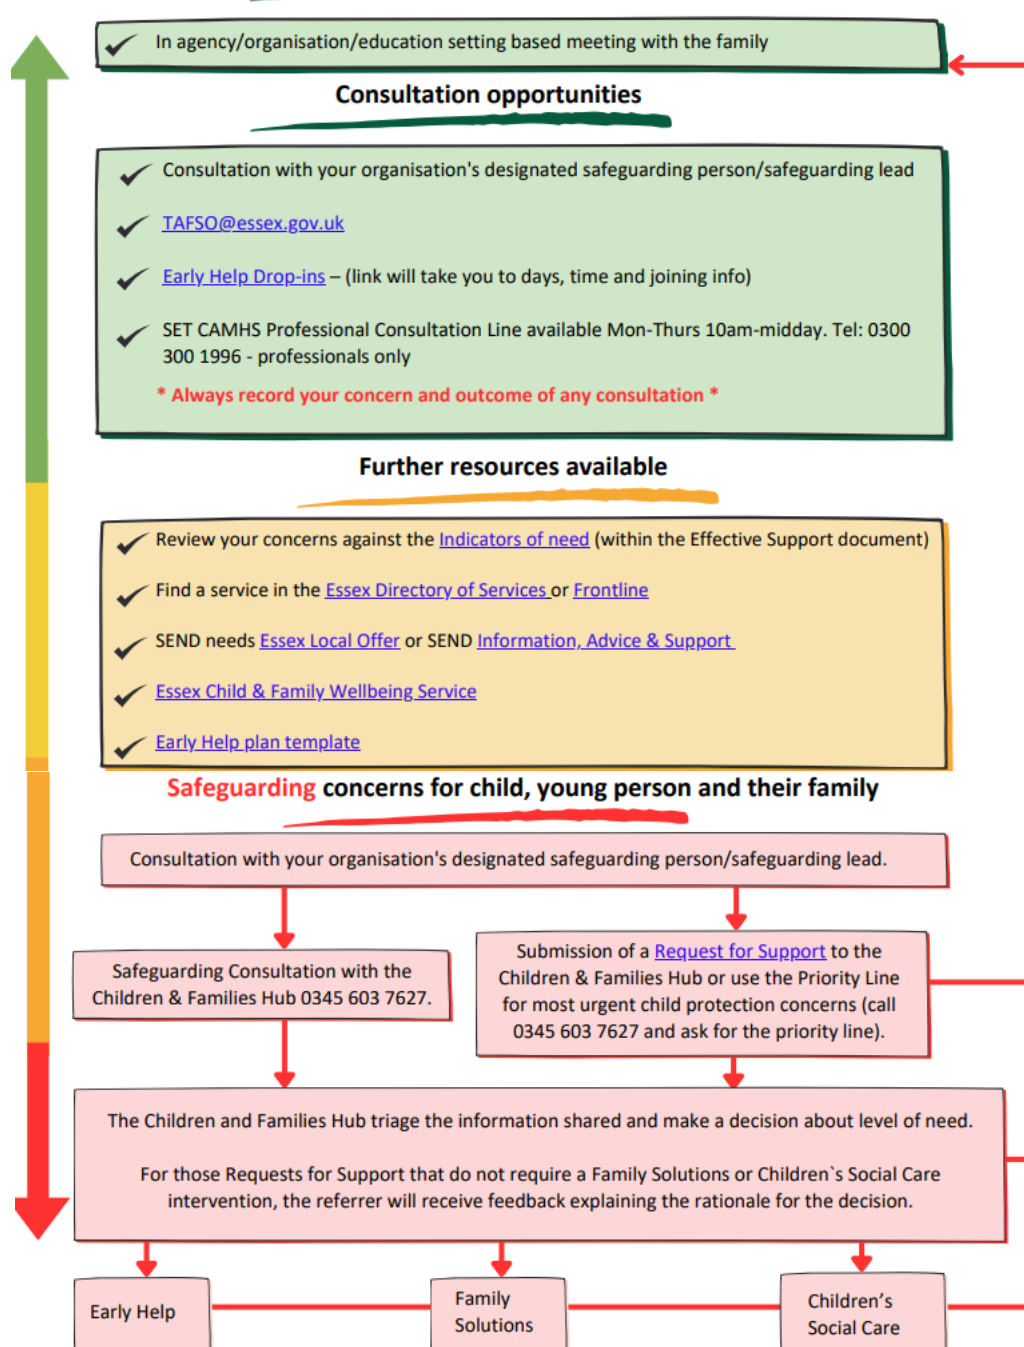 In agency/organisation/education setting based meeting with the family
Consultation opportunities
Consultation with your organisation's designated safeguarding person/safeguarding lead
TAFSO@essex.gov.uk
Early Help Drop-ins – (link will take you to days, time and joining info)
SET CAMHS Professional Consultation Line available Mon-Thurs 10am-midday. Tel: 0300
300 1996 - professionals only
* Always record your concern and outcome of any consultation *
Further resources available
Review your concerns against the Indicators of need (within the Effective Support document)
Find a service in the Essex Directory of Services or Frontline
SEND needs Essex Local Offer or SEND Information, Advice & Support
Essex Child & Family Wellbeing Service
Early Help plan template
Safeguarding concerns for child, young person and their family
Consultation with your organisation's designated safeguarding person/safeguarding lead.
Safeguarding Consultation with the
Children & Families Hub 0345 603 7627.
Submission of a Request for Support to the
Children & Families Hub or use the Priority Line
for most urgent child protection concerns (call
0345 603 7627 and ask for the priority line).
The Children and Families Hub triage the information shared and make a decision about level of need.
For those Requests for Support that do not require a Family Solutions or Children`s Social Care
intervention, the referrer will receive feedback explaining the rationale for the decision.
Early Help
Family
Solutions
Children’s
Social Care